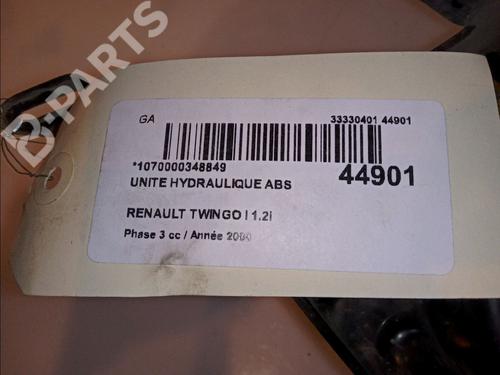 B-PARTS
GA 33330401 44901
*1070000348849 44901
UNITE HYDRAULIQUE ABS
RENAULT TWINGO I 1.2i
Phase 3 cc / Année 2000